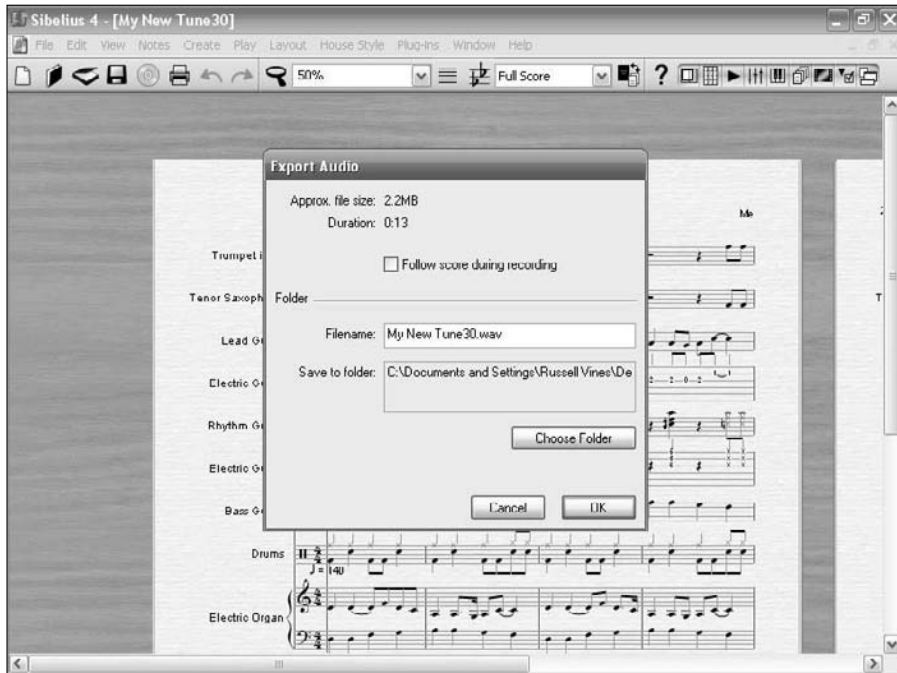 Sibelius 4 - [My New Tune30]
File Edit View Notes Create Play Layout House Style Plug-ins Window Help
50% Full Score
Export Audio
Approx. file size: 2.2MB
Duration: 0:13
Me
Follow score during recording
Trumpet i
Tenor Saxoph
Folder
Filename: My New Tune30.wav
Lead G
Save to folder: C:\Documents and Settings\Russell Vines\De
Electric G
Choose Folder
Rhythm G
Electric G
Cancel OK
Bass G
Drums
= 140
Electric Organ